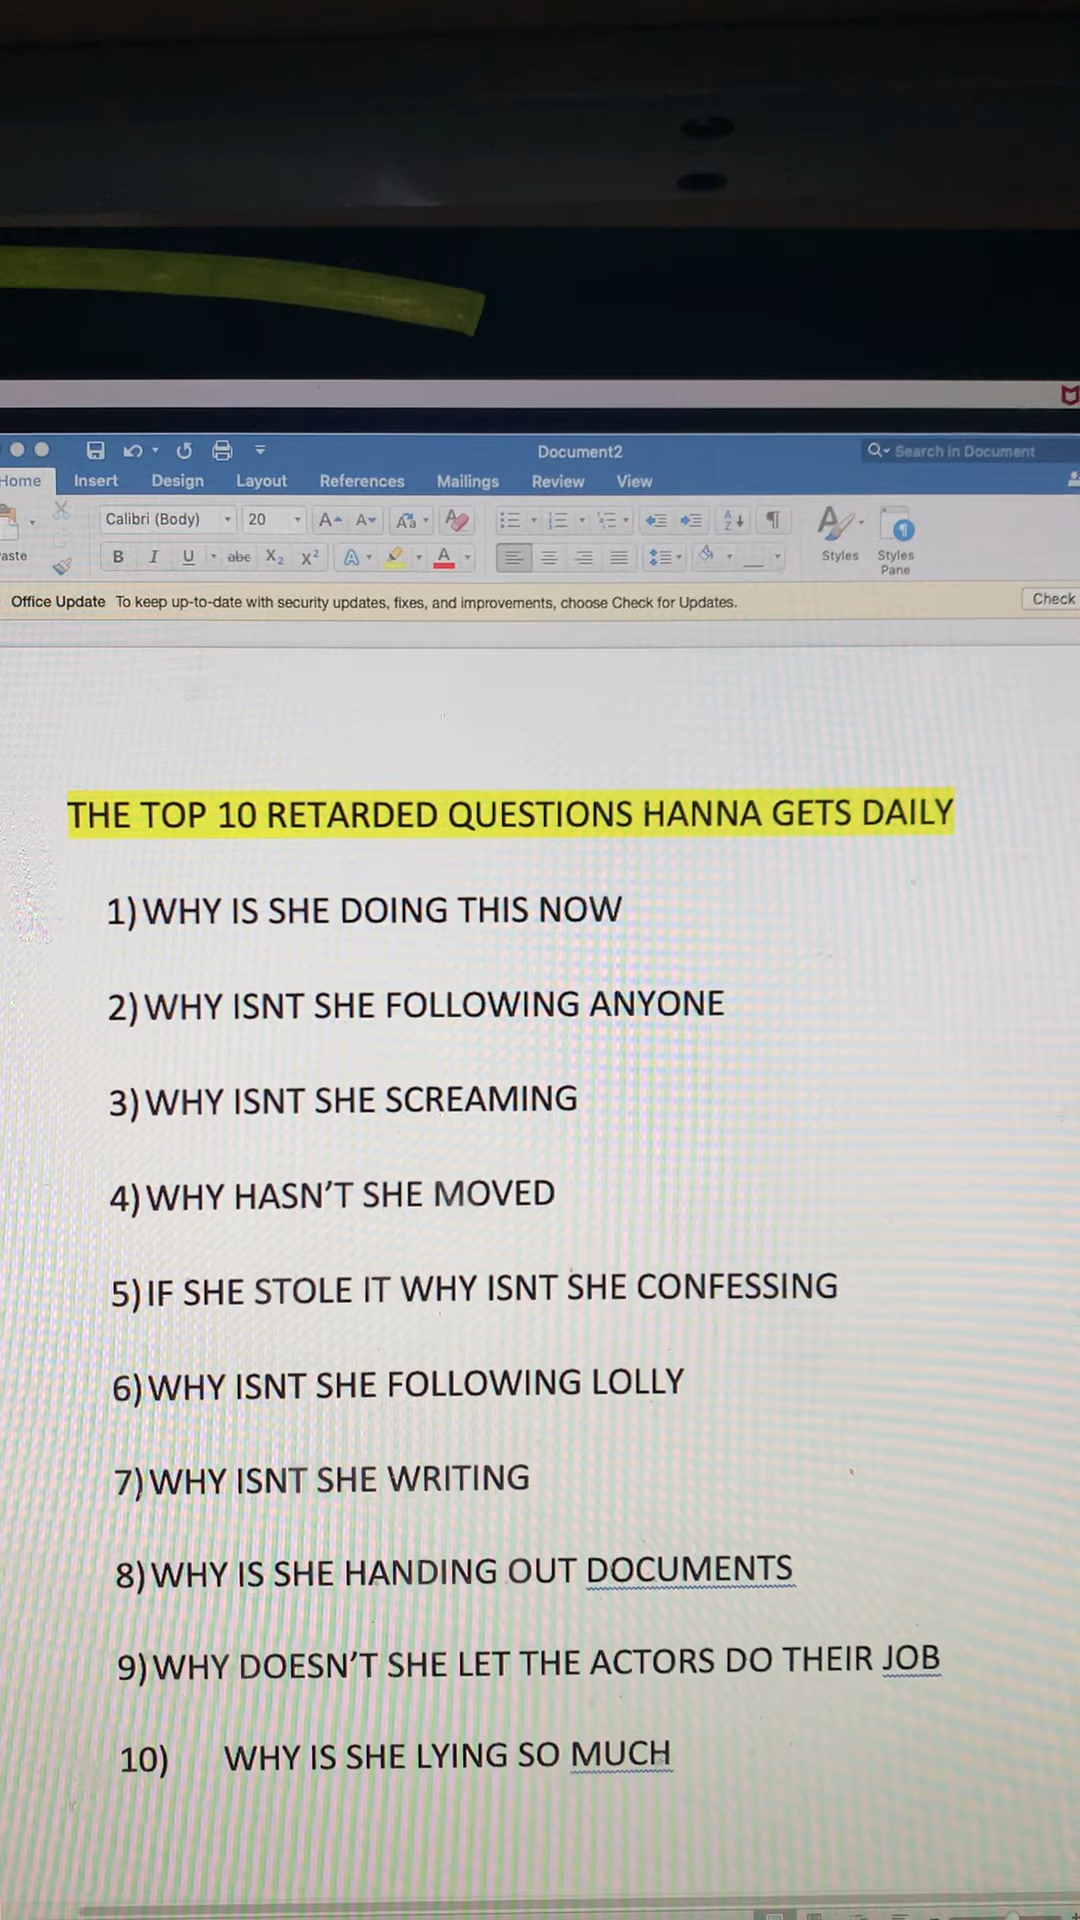 Document2
Search in Document
Home Insert Design Layout References Mailings Review View
Calibri (Body) 20
Paste
B I U abc X₂ X² A A
Styles Styles Pane
Office Update To keep up-to-date with security updates, fixes, and improvements, choose Check for Updates. Check
THE TOP 10 RETARDED QUESTIONS HANNA GETS DAILY
1) WHY IS SHE DOING THIS NOW
2) WHY ISNT SHE FOLLOWING ANYONE
3) WHY ISNT SHE SCREAMING
4) WHY HASN’T SHE MOVED
5) IF SHE STOLE IT WHY ISNT SHE CONFESSING
6) WHY ISNT SHE FOLLOWING LOLLY
7) WHY ISNT SHE WRITING
8) WHY IS SHE HANDING OUT DOCUMENTS
9) WHY DOESN’T SHE LET THE ACTORS DO THEIR JOB
10) WHY IS SHE LYING SO MUCH